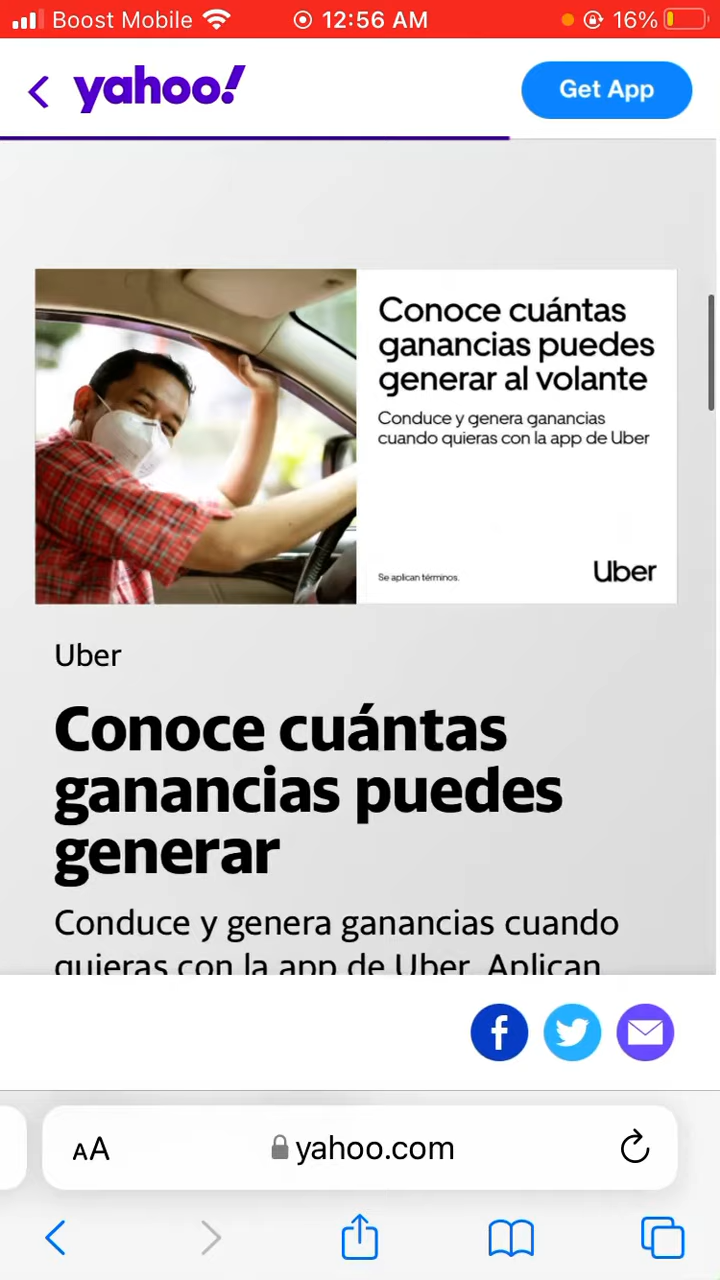 Boost Mobile 12:56 AM 16%
yahoo! Get App
Conoce cuántas
ganancias puedes
generar al volante
Conduce y genera ganancias
cuando quieras con la app de Uber
Se aplican términos. Uber
Uber
Conoce cuántas
ganancias puedes
generar
Conduce y genera ganancias cuando
quieras con la app de Uber. Aplican
AA yahoo.com